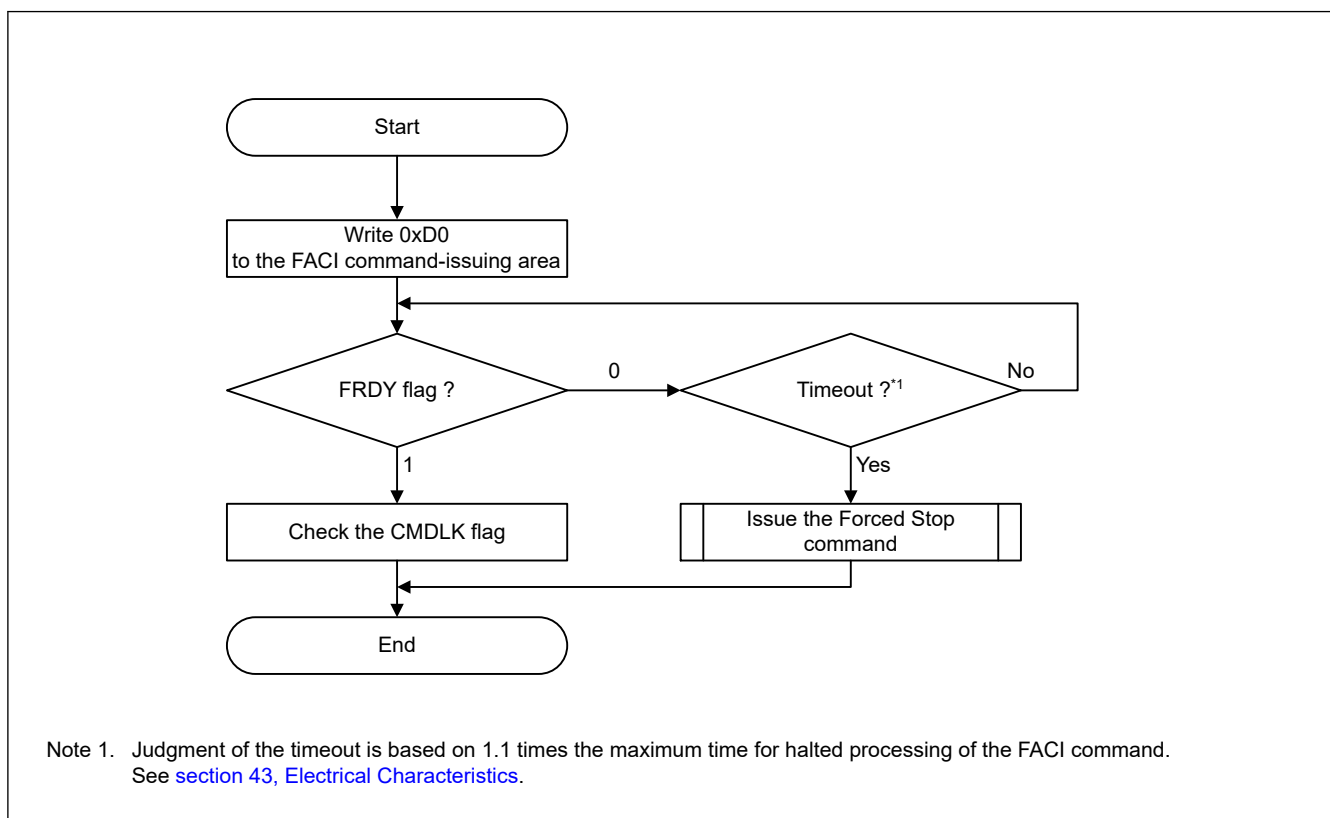 Start
Write 0xD0
to the FACI command-issuing area
FRDY flag ?
0
Timeout ?*1
No
1
Yes
Check the CMDLK flag
Issue the Forced Stop
command
End
Note 1. Judgment of the timeout is based on 1.1 times the maximum time for halted processing of the FACI command.
See section 43, Electrical Characteristics.